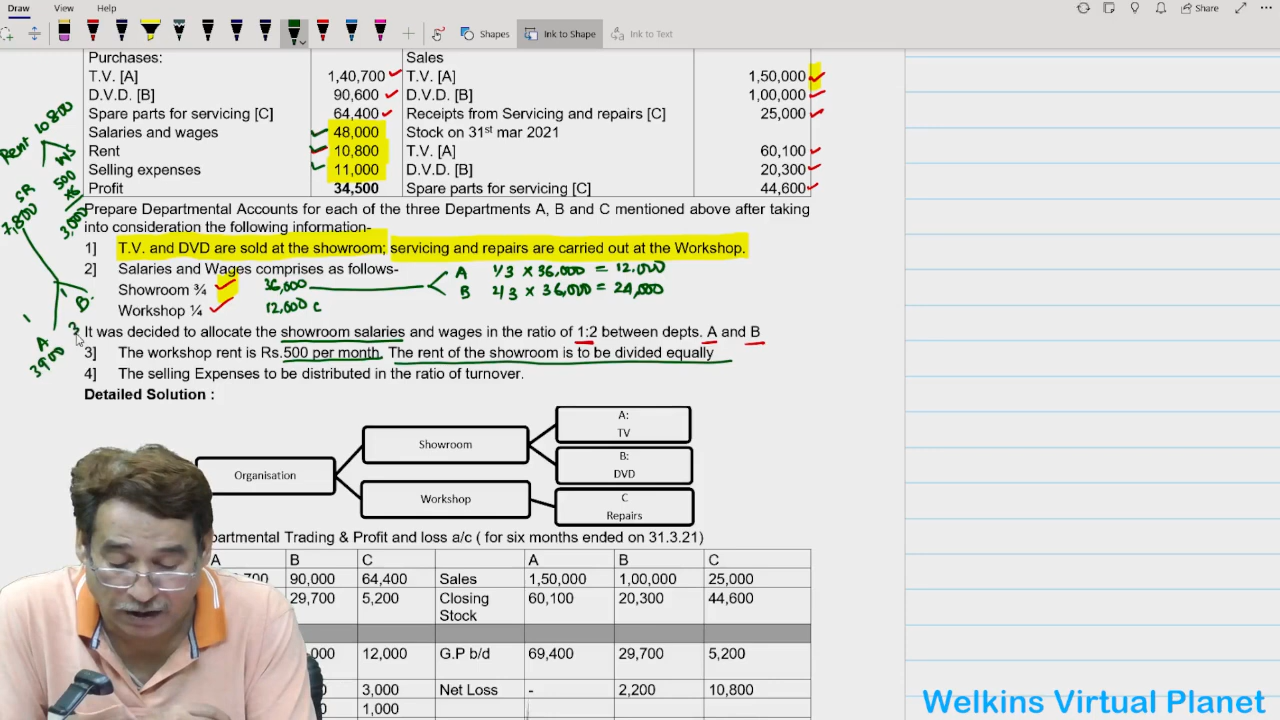 Draw View Help Share
Shapes Ink to Shape Ink to Text
Purchases: Sales
T.V. [A] 1,40,700 T.V. [A] 1,50,000
D.V.D. [B] 90,600 D.V.D. [B] 1,00,000
Spare parts for servicing [C] 64,400 Receipts from Servicing and repairs [C] 25,000
Salaries and wages 48,000 Stock on 31st mar 2021
Rent 10,800 T.V. [A] 60,100
Selling expenses 11,000 D.V.D. [B] 20,300
Profit 34,500 Spare parts for servicing [C] 44,600
Rent 10800
WS
500
x6
3,000
SR
7,800
B.
A
3900
Prepare Departmental Accounts for each of the three Departments A, B and C mentioned above after taking
into consideration the following information-
1] T.V. and DVD are sold at the showroom; servicing and repairs are carried out at the Workshop.
2] Salaries and Wages comprises as follows-
A 1/3 x 36,000 = 12,000
Showroom ¾ 36,000
B 2/3 x 36,000 = 24,000
Workshop ¼ 12,000 C
It was decided to allocate the showroom salaries and wages in the ratio of 1:2 between depts. A and B
3] The workshop rent is Rs.500 per month. The rent of the showroom is to be divided equally
4] The selling Expenses to be distributed in the ratio of turnover.
Detailed Solution :
A:
TV
Showroom
B:
DVD
Organisation
Workshop
C
Repairs
partmental Trading & Profit and loss a/c ( for six months ended on 31.3.21)
A B C A B C
90,000 64,400 Sales 1,50,000 1,00,000 25,000
29,700 5,200 Closing Stock 60,100 20,300 44,600
12,000 G.P b/d 69,400 29,700 5,200
3,000 Net Loss - 2,200 10,800
1,000
Welkins Virtual Planet